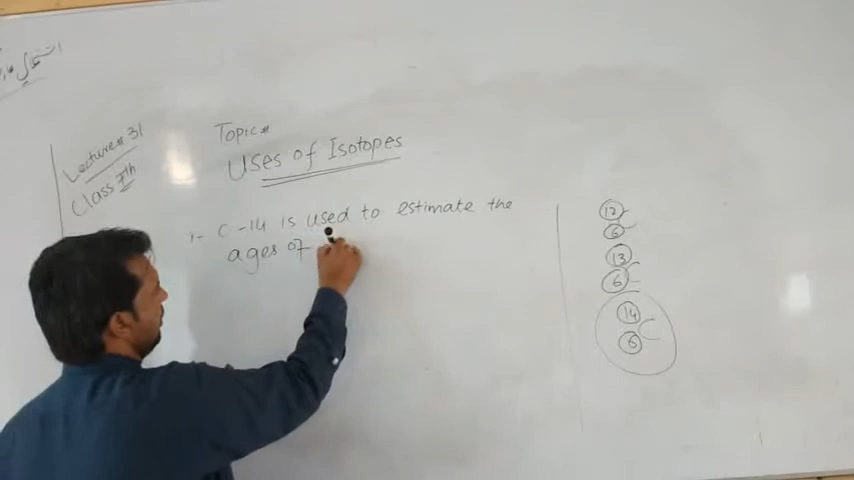 Lecture# 31
Class 7th
Topic#
Uses of Isotopes
1- C-14 is used to estimate the
ages of
12
6 C
13
6 C
14
6 C